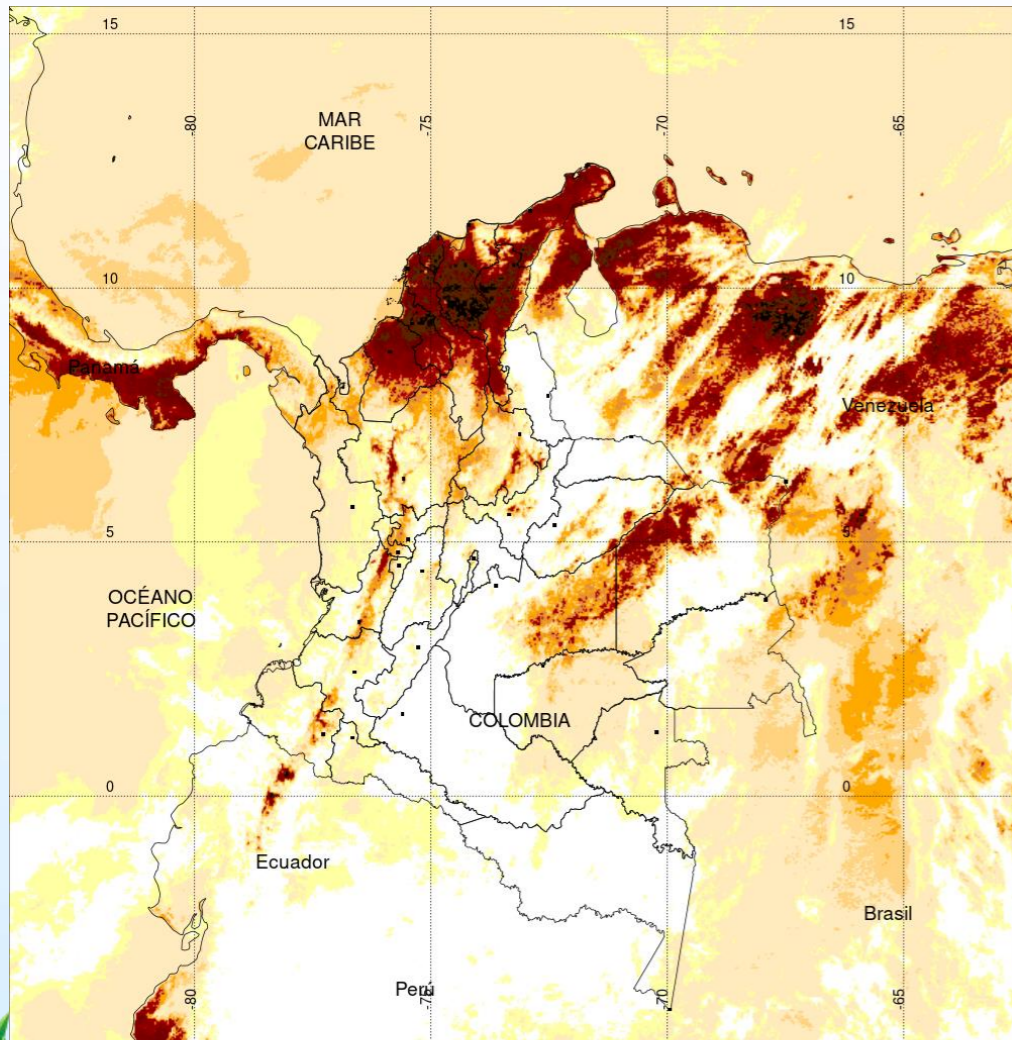 15
15
-80
-75
-70
-65
MAR
CARIBE
10
10
Panamá
Venezuela
5
5
OCÉANO
PACÍFICO
COLOMBIA
0
0
Ecuador
Brasil
Perú
-80
-75
-70
-65